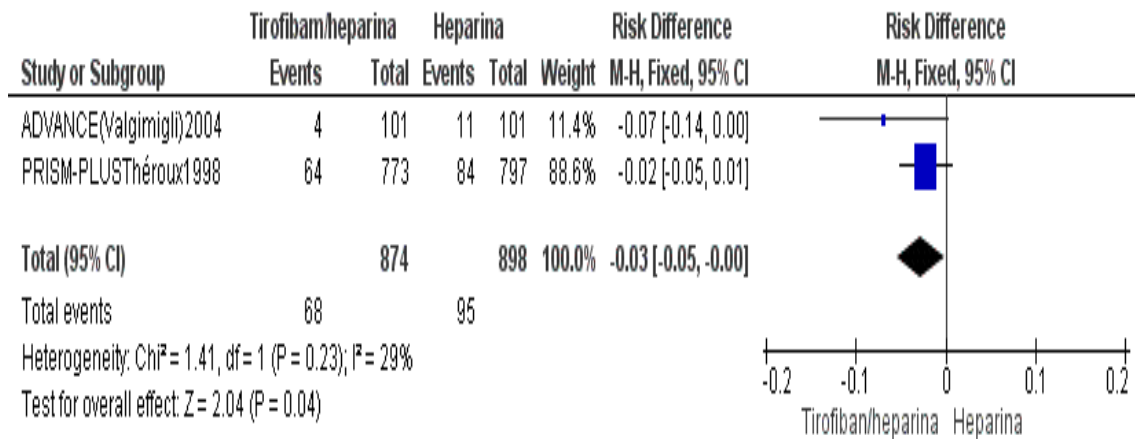 Tirofibam/heparina Heparina Risk Difference Risk Difference
Study or Subgroup Events Total Events Total Weight M-H, Fixed, 95% CI M-H, Fixed, 95% CI
ADVANCE(Valgimigli)2004 4 101 11 101 11.4% -0.07 [-0.14, 0.00]
PRISM-PLUSThéroux1998 64 773 84 797 88.6% -0.02 [-0.05, 0.01]
Total (95% CI) 874 898 100.0% -0.03 [-0.05, -0.00]
Total events 68 95
Heterogeneity: Chi² = 1.41, df = 1 (P = 0.23); I² = 29%
Test for overall effect: Z = 2.04 (P = 0.04)
-0.2 -0.1 0 0.1 0.2
Tirofiban/heparina Heparina